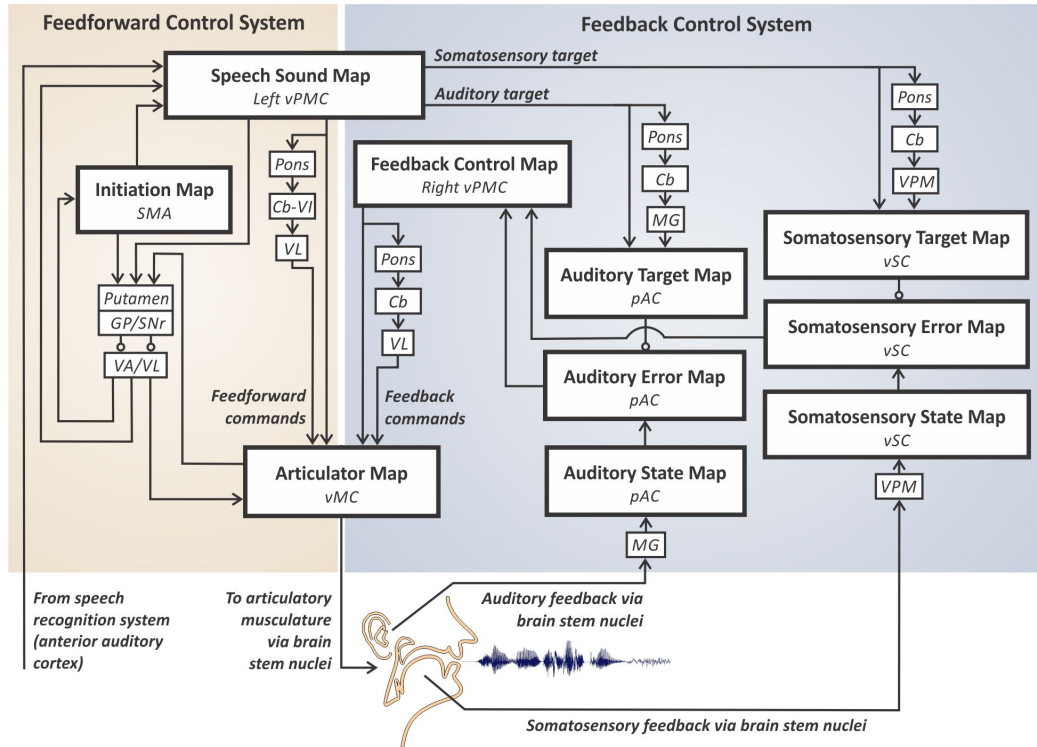 Feedforward Control System
Feedback Control System
Speech Sound Map
Left vPMC
Somatosensory target
Auditory target
Pons
Cb
VPM
Pons
Cb
MG
Pons
Cb-VI
VL
Feedback Control Map
Right vPMC
Initiation Map
SMA
Pons
Cb
VL
Putamen
GP/SNr
VA/VL
Auditory Target Map
pAC
Somatosensory Target Map
vSC
Somatosensory Error Map
vSC
Auditory Error Map
pAC
Somatosensory State Map
vSC
Feedforward
commands
Feedback
commands
Articulator Map
vMC
Auditory State Map
pAC
VPM
MG
From speech
recognition system
(anterior auditory
cortex)
To articulatory
musculature
via brain
stem nuclei
Auditory feedback via
brain stem nuclei
Somatosensory feedback via brain stem nuclei